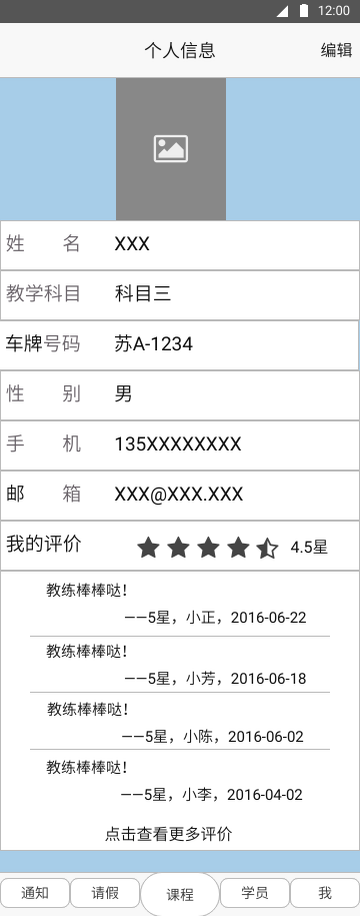 12:00
个人信息 编辑
姓 名 XXX
教学科目 科目三
车牌号码 苏A-1234
性 别 男
手 机 135XXXXXXXX
邮 箱 XXX@XXX.XXX
我的评价 4.5星
教练棒棒哒！
——5星，小正，2016-06-22
教练棒棒哒！
——5星，小芳，2016-06-18
教练棒棒哒！
——5星，小陈，2016-06-02
教练棒棒哒！
——5星，小李，2016-04-02
点击查看更多评价
通知 请假 课程 学员 我